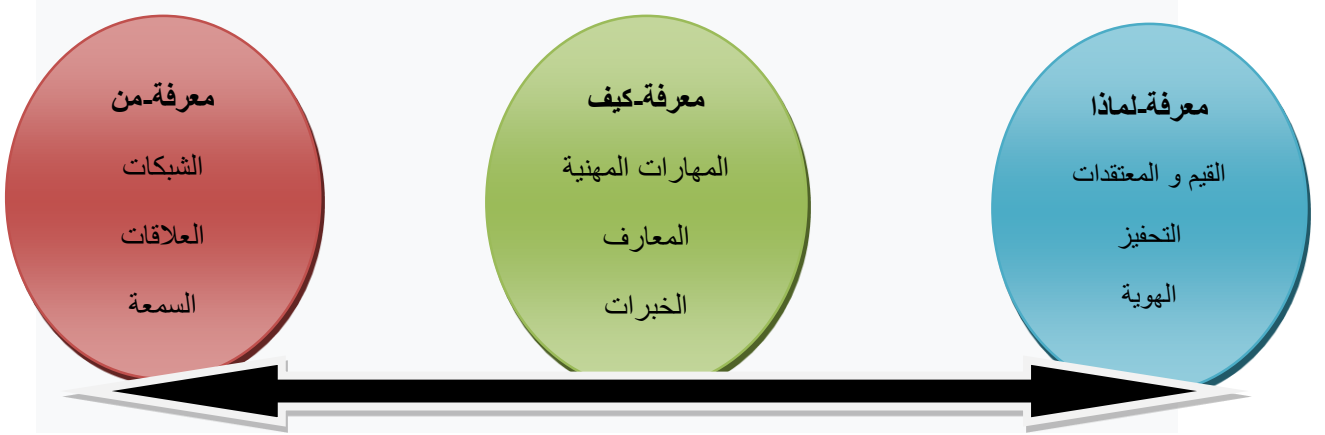 معرفة-لماذا
القيم و المعتقدات
التحفيز
الهوية
معرفة-كيف
المهارات المهنية
المعارف
الخبرات
معرفة-من
الشبكات
العلاقات
السمعة